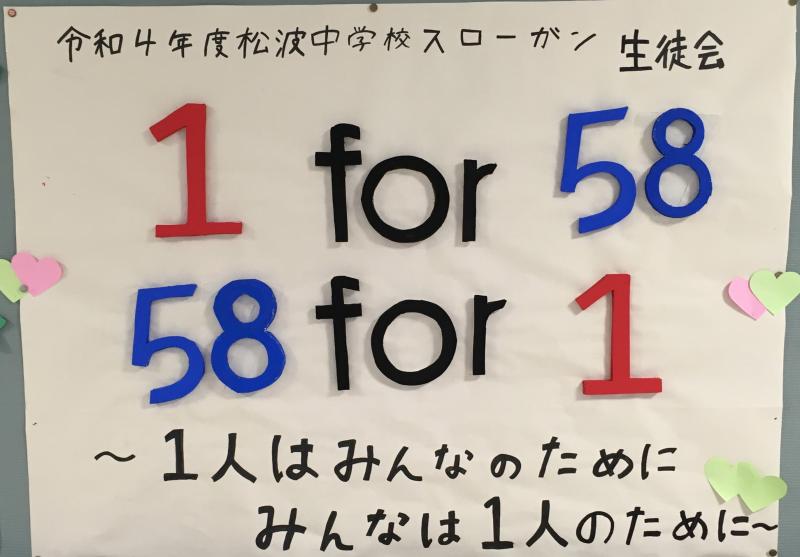 令和4年度松波中学校スローガン 生徒会
1 for 58
58 for 1
～1人はみんなのために
みんなは1人のために～